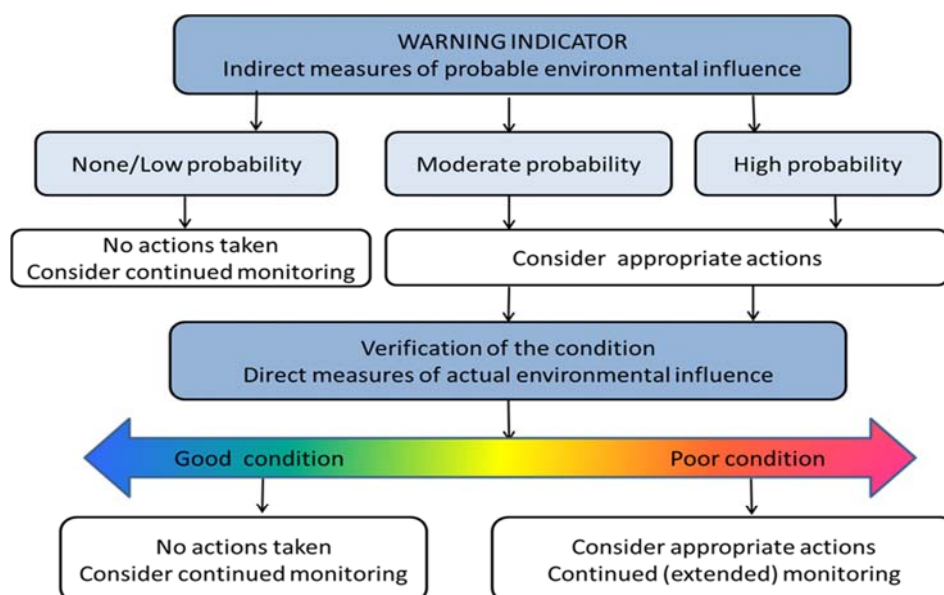 WARNING INDICATOR
Indirect measures of probable environmental influence
None/Low probability
Moderate probability
High probability
No actions taken
Consider continued monitoring
Consider appropriate actions
Verification of the condition
Direct measures of actual environmental influence
Good condition
Poor condition
No actions taken
Consider continued monitoring
Consider appropriate actions
Continued (extended) monitoring